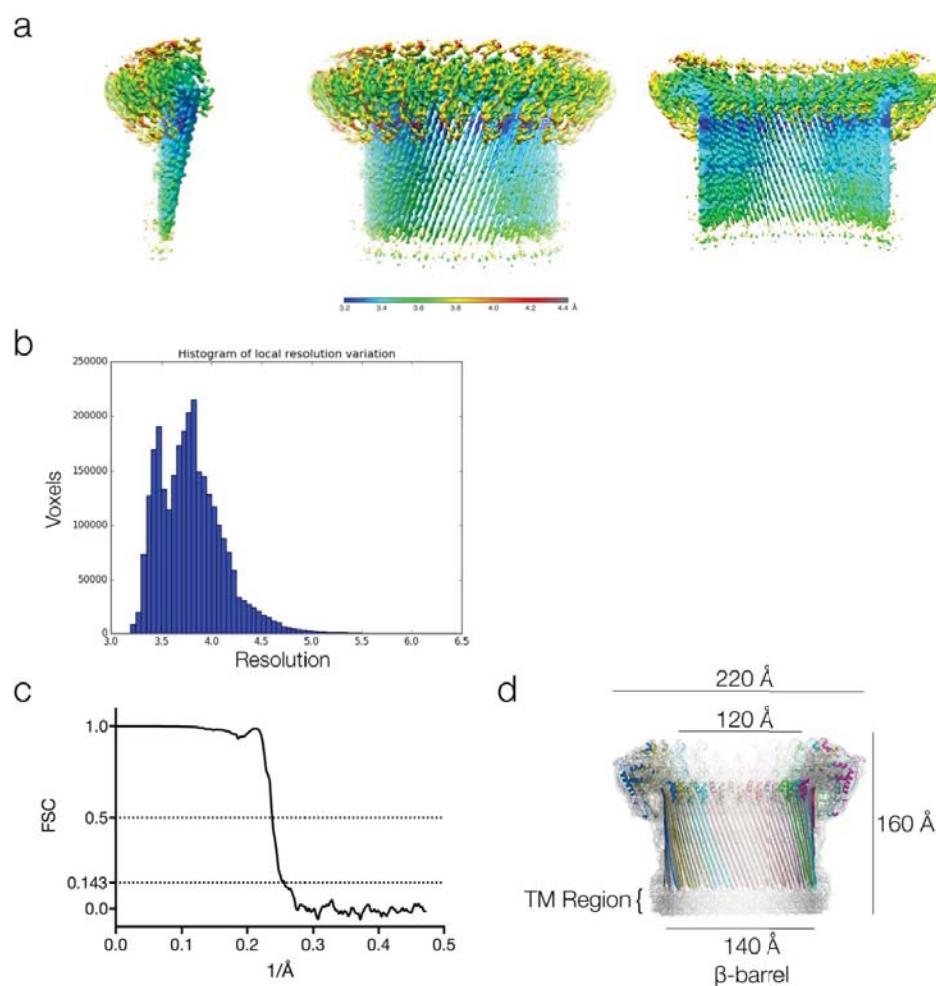 a
3.2 3.4 3.6 3.8 4.0 4.2 4.4 Å
b
Histogram of local resolution variation
250000
200000
150000
100000
50000
0
Voxels
3.0 3.5 4.0 4.5 5.0 5.5 6.0 6.5
Resolution
c
1.0
0.5
0.143
0.0
FSC
0.0 0.1 0.2 0.3 0.4 0.5
1/Å
d
220 Å
120 Å
160 Å
TM Region
140 Å
β-barrel